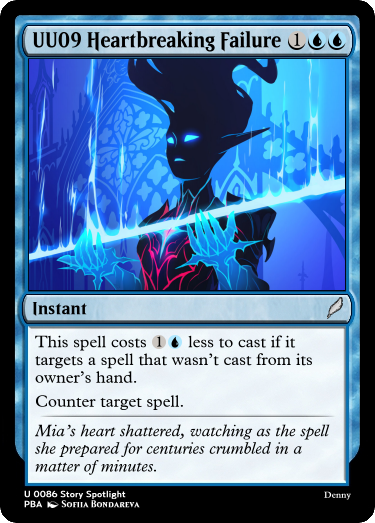 UU09 Heartbreaking Failure 1
Instant
This spell costs 1 less to cast if it
targets a spell that wasn't cast from its
owner's hand.
Counter target spell.
Mia's heart shattered, watching as the spell
she prepared for centuries crumbled in a
matter of minutes.
U 0086 Story Spotlight
Denny
PBA Sofiia Bondareva